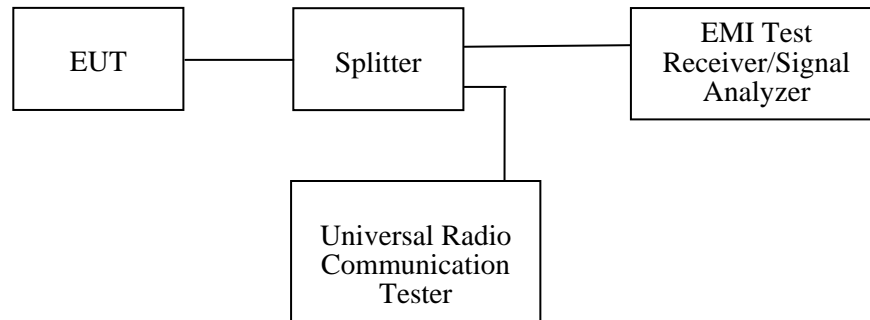 EUT
Splitter
EMI Test
Receiver/Signal
Analyzer
Universal Radio
Communication
Tester